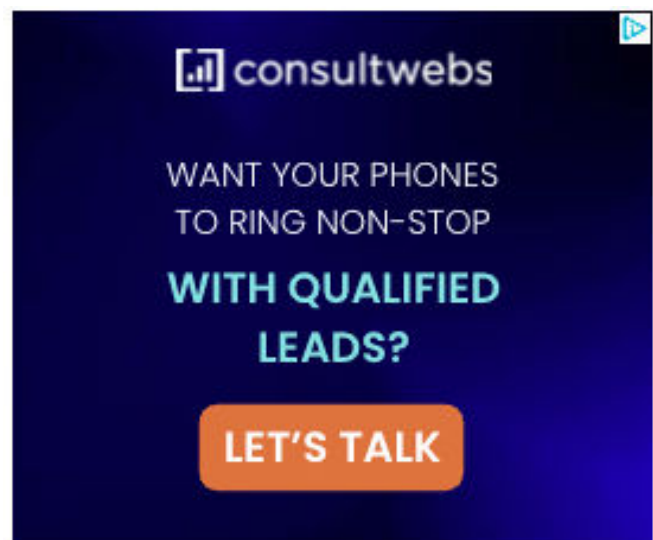 consultwebs
WANT YOUR PHONES
TO RING NON-STOP
WITH QUALIFIED
LEADS?
LET'S TALK